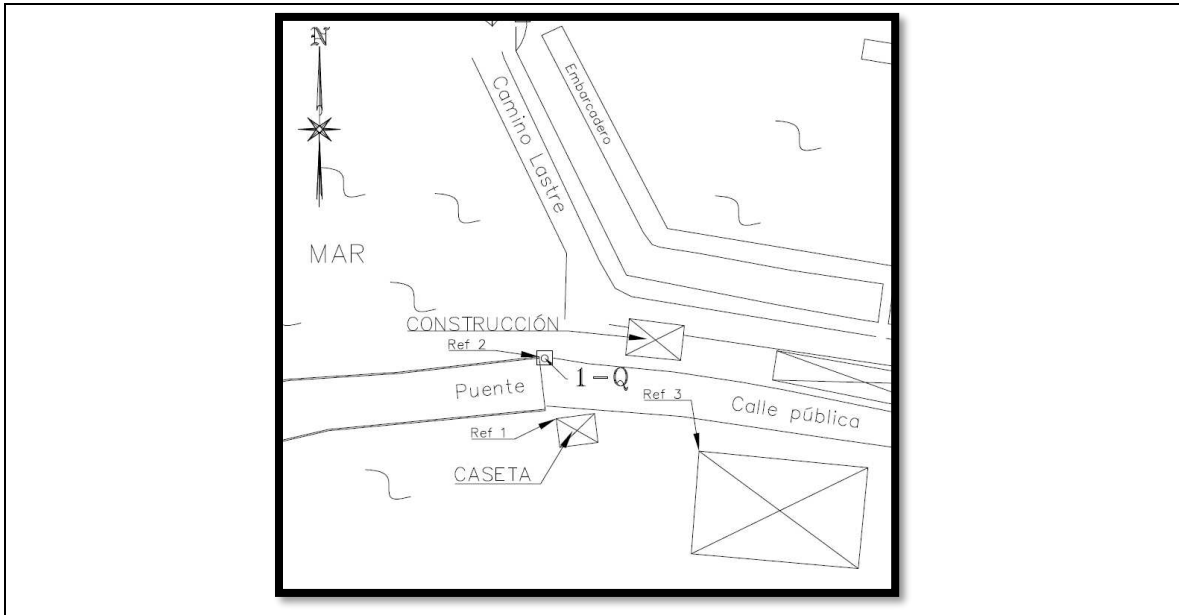 N
Camino Lastre
Embarcadero
MAR
CONSTRUCCIÓN
Ref 2
1-Q
Puente
Ref 3
Calle pública
Ref 1
CASETA